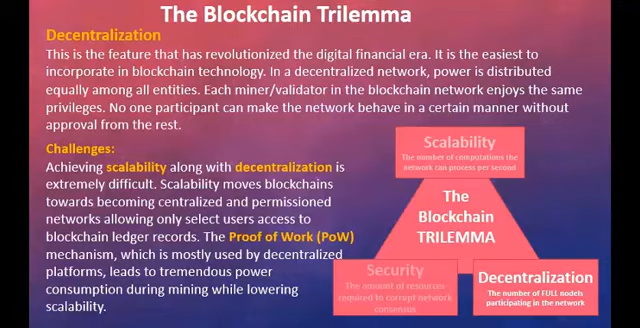 The Blockchain Trilemma
Decentralization
This is the feature that has revolutionized the digital financial era. It is the easiest to
incorporate in blockchain technology. In a decentralized network, power is distributed
equally among all entities. Each miner/validator in the blockchain network enjoys the same
privileges. No one participant can make the network behave in a certain manner without
approval from the rest.
Challenges:
Achieving scalability along with decentralization is
extremely difficult. Scalability moves blockchains
towards becoming centralized and permissioned
networks allowing only select users access to
blockchain ledger records. The Proof of Work (PoW)
mechanism, which is mostly used by decentralized
platforms, leads to tremendous power
consumption during mining while lowering
scalability.
Scalability
The number of computations the
network can process per second
The
Blockchain
TRILEMMA
Security
The amount of resources
required to corrupt network
consensus
Decentralization
The number of FULL nodes
participating in the network